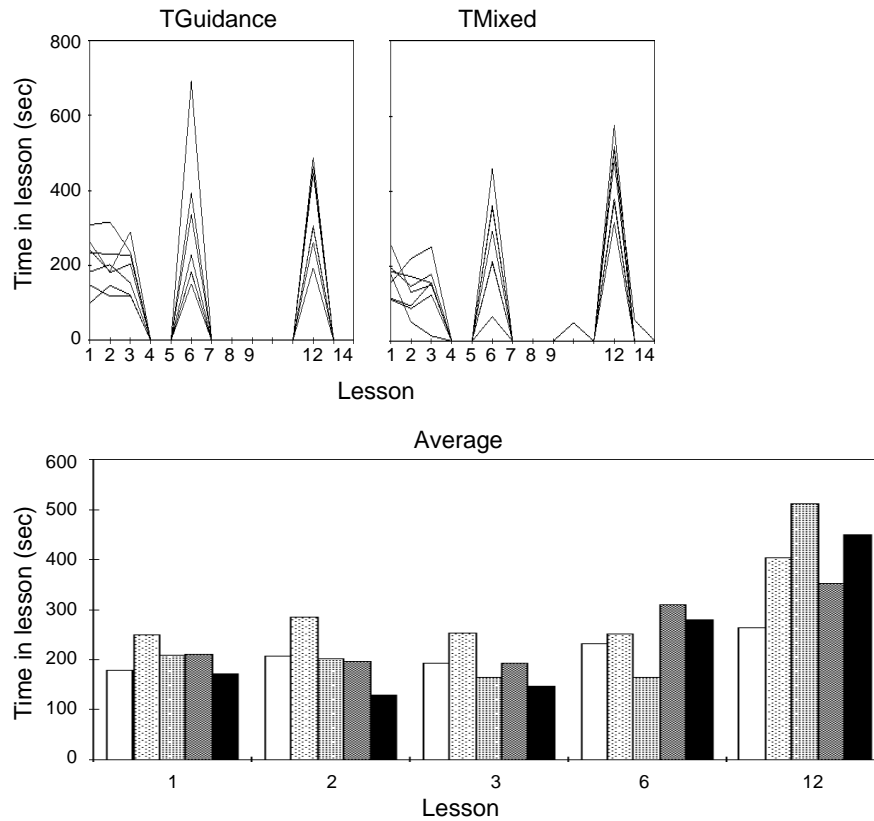 TGuidance TMixed
800
600
400
200
0
Time in lesson (sec)
1 2 3 4 5 6 7 8 9 12 14
1 2 3 4 5 6 7 8 9 12 14
Lesson
Average
600
500
400
300
200
100
0
Time in lesson (sec)
1 2 3 6 12
Lesson